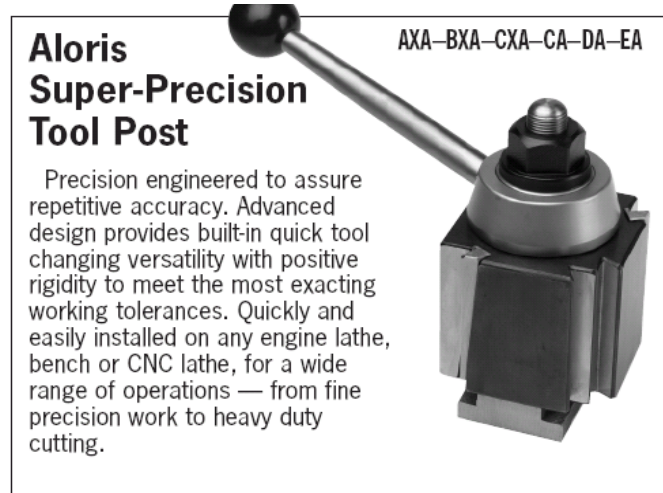 Aloris
Super-Precision
Tool Post
AXA–BXA–CXA–CA–DA–EA
Precision engineered to assure
repetitive accuracy. Advanced
design provides built-in quick tool
changing versatility with positive
rigidity to meet the most exacting
working tolerances. Quickly and
easily installed on any engine lathe,
bench or CNC lathe, for a wide
range of operations — from fine
precision work to heavy duty
cutting.